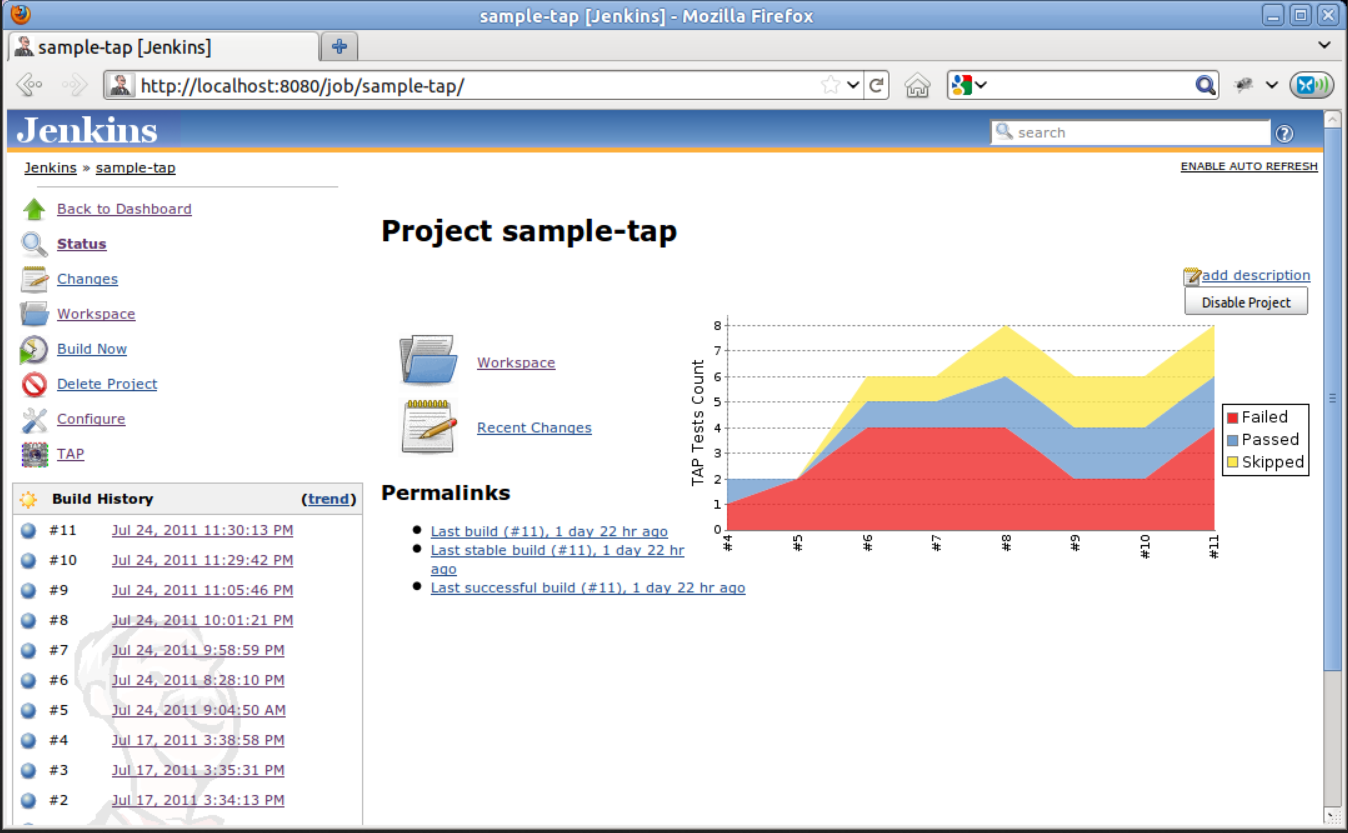 sample-tap [Jenkins] - Mozilla Firefox
sample-tap [Jenkins]
http://localhost:8080/job/sample-tap/
Jenkins
search
?
Jenkins » sample-tap
ENABLE AUTO REFRESH
Back to Dashboard
Status
Changes
Workspace
Build Now
Delete Project
Configure
TAP
Build History (trend)
#11 Jul 24, 2011 11:30:13 PM
#10 Jul 24, 2011 11:29:42 PM
#9 Jul 24, 2011 11:05:46 PM
#8 Jul 24, 2011 10:01:21 PM
#7 Jul 24, 2011 9:58:59 PM
#6 Jul 24, 2011 8:28:10 PM
#5 Jul 24, 2011 9:04:50 AM
#4 Jul 17, 2011 3:38:58 PM
#3 Jul 17, 2011 3:35:31 PM
#2 Jul 17, 2011 3:34:13 PM
Project sample-tap
add description
Disable Project
Workspace
Recent Changes
Permalinks
Last build (#11), 1 day 22 hr ago
Last stable build (#11), 1 day 22 hr
ago
Last successful build (#11), 1 day 22 hr ago
TAP Tests Count
8
7
6
5
4
3
2
1
0
#4 #5 #6 #7 #8 #9 #10 #11
Failed
Passed
Skipped